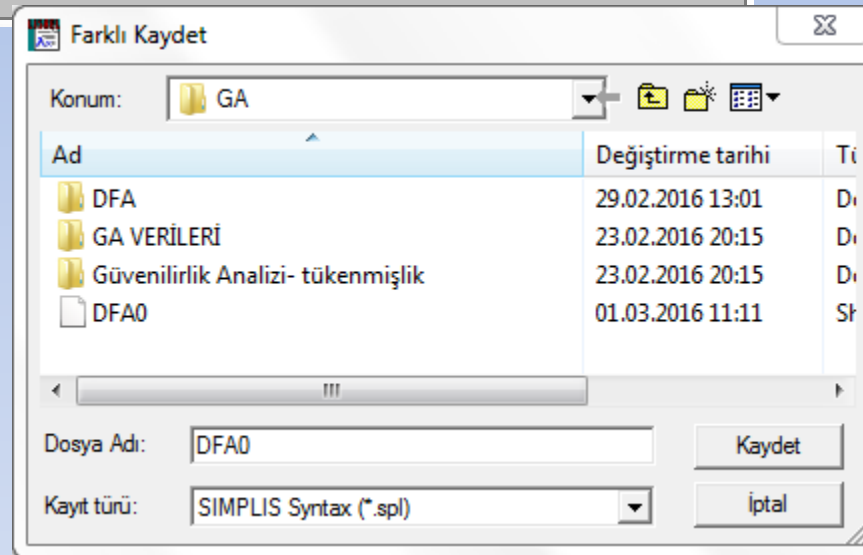 Farklı Kaydet
Konum: GA
Ad Değiştirme tarihi
DFA 29.02.2016 13:01
GA VERİLERİ 23.02.2016 20:15
Güvenilirlik Analizi- tükenmişlik 23.02.2016 20:15
DFA0 01.03.2016 11:11
Dosya Adı: DFA0 Kaydet
Kayıt türü: SIMPLIS Syntax (*.spl) İptal